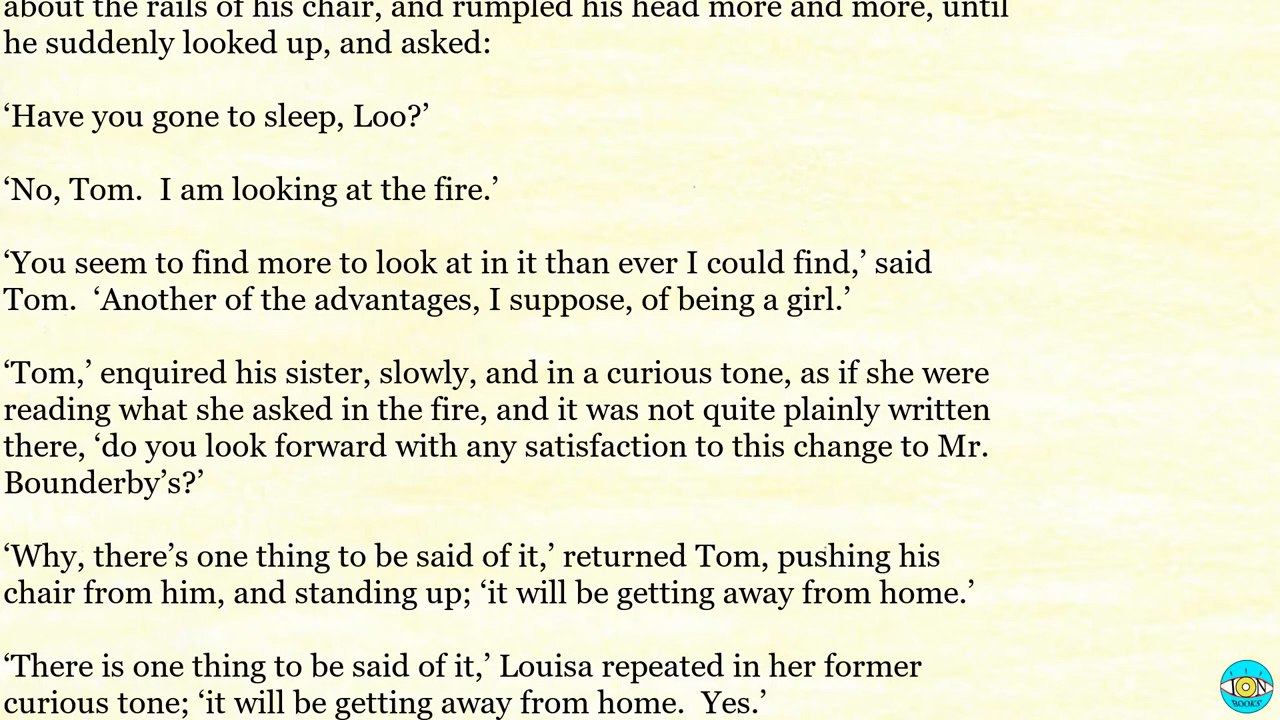 about the rails of his chair, and rumpled his head more and more, until
he suddenly looked up, and asked:
‘Have you gone to sleep, Loo?’
‘No, Tom.  I am looking at the fire.’
‘You seem to find more to look at in it than ever I could find,’ said
Tom.  ‘Another of the advantages, I suppose, of being a girl.’
‘Tom,’ enquired his sister, slowly, and in a curious tone, as if she were
reading what she asked in the fire, and it was not quite plainly written
there, ‘do you look forward with any satisfaction to this change to Mr.
Bounderby’s?’
‘Why, there’s one thing to be said of it,’ returned Tom, pushing his
chair from him, and standing up; ‘it will be getting away from home.’
‘There is one thing to be said of it,’ Louisa repeated in her former
curious tone; ‘it will be getting away from home.  Yes.’
ION
BOOKS